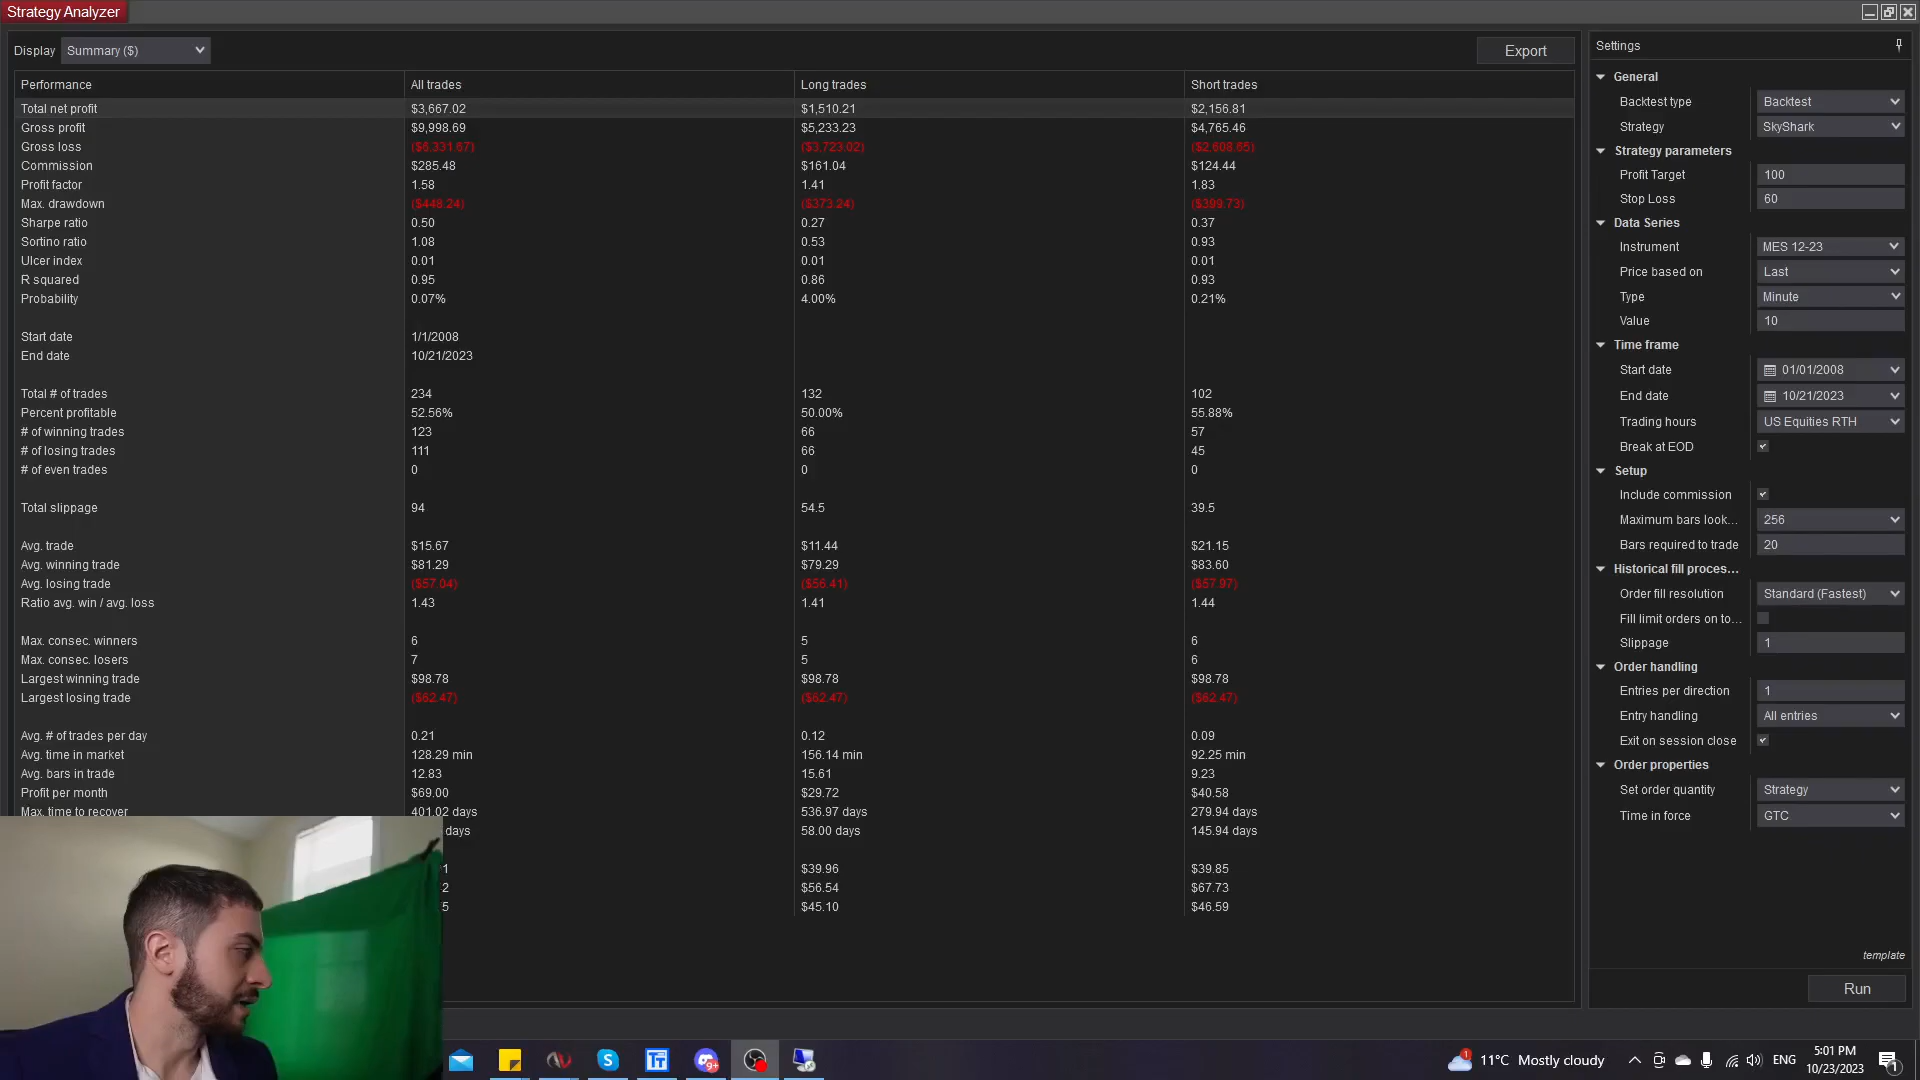 Strategy Analyzer
Display Summary ($) Export
Performance All trades Long trades Short trades
Total net profit $3,667.02 $1,510.21 $2,156.81
Gross profit $9,998.69 $5,233.23 $4,765.46
Gross loss ($6,331.67) ($3,723.02) ($2,608.65)
Commission $285.48 $161.04 $124.44
Profit factor 1.58 1.41 1.83
Max. drawdown ($448.24) ($373.24) ($399.73)
Sharpe ratio 0.50 0.27 0.37
Sortino ratio 1.08 0.53 0.93
Ulcer index 0.01 0.01 0.01
R squared 0.95 0.86 0.93
Probability 0.07% 4.00% 0.21%
Start date 1/1/2008
End date 10/21/2023
Total # of trades 234 132 102
Percent profitable 52.56% 50.00% 55.88%
# of winning trades 123 66 57
# of losing trades 111 66 45
# of even trades 0 0 0
Total slippage 94 54.5 39.5
Avg. trade $15.67 $11.44 $21.15
Avg. winning trade $81.29 $79.29 $83.60
Avg. losing trade ($57.04) ($56.41) ($57.97)
Ratio avg. win / avg. loss 1.43 1.41 1.44
Max. consec. winners 6 5 6
Max. consec. losers 7 5 6
Largest winning trade $98.78 $98.78 $98.78
Largest losing trade ($62.47) ($62.47) ($62.47)
Avg. # of trades per day 0.21 0.12 0.09
Avg. time in market 128.29 min 156.14 min 92.25 min
Avg. bars in trade 12.83 15.61 9.23
Profit per month $69.00 $29.72 $40.58
Max. time to recover 401.02 days 536.97 days 279.94 days
days 58.00 days 145.94 days
$39.96 $39.85
2 $56.54 $67.73
5 $45.10 $46.59
Settings
General
Backtest type Backtest
Strategy SkyShark
Strategy parameters
Profit Target 100
Stop Loss 60
Data Series
Instrument MES 12-23
Price based on Last
Type Minute
Value 10
Time frame
Start date 01/01/2008
End date 10/21/2023
Trading hours US Equities RTH
Break at EOD
Setup
Include commission
Maximum bars look... 256
Bars required to trade 20
Historical fill proces...
Order fill resolution Standard (Fastest)
Fill limit orders on to...
Slippage 1
Order handling
Entries per direction 1
Entry handling All entries
Exit on session close
Order properties
Set order quantity Strategy
Time in force GTC
template
Run
9+
1 11°C Mostly cloudy ENG 5:01 PM
10/23/2023 1